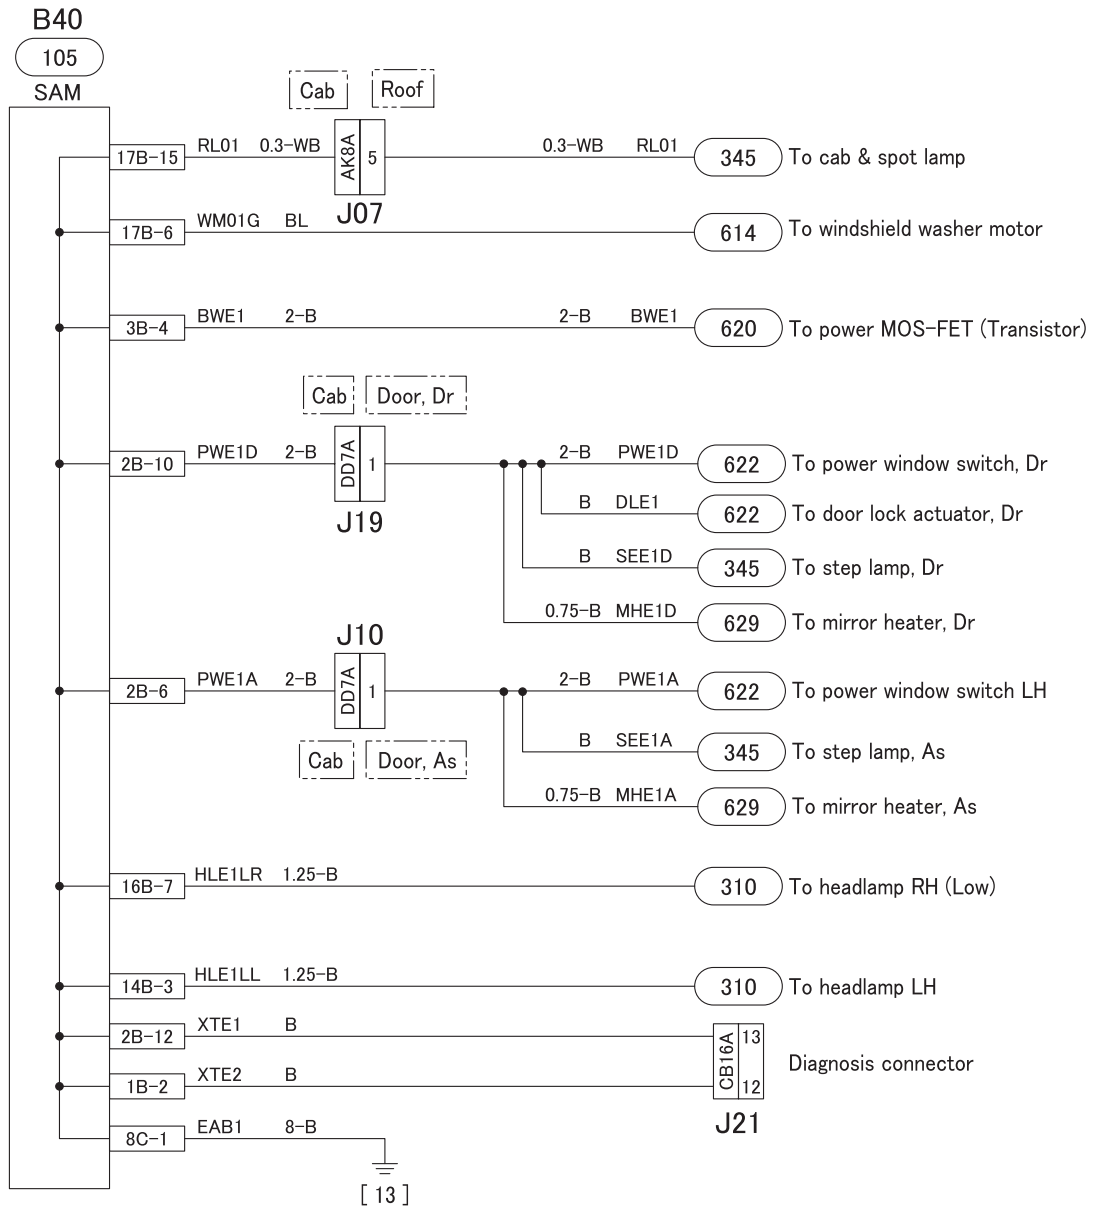 B40
105
SAM
Cab Roof
17B-15 RL01 0.3-WB AK8A 5 0.3-WB RL01 345 To cab & spot lamp
J07
17B-6 WM01G BL 614 To windshield washer motor
3B-4 BWE1 2-B 2-B BWE1 620 To power MOS-FET (Transistor)
Cab Door, Dr
2B-10 PWE1D 2-B DD7A 1 2-B PWE1D 622 To power window switch, Dr
J19
B DLE1 622 To door lock actuator, Dr
B SEE1D 345 To step lamp, Dr
0.75-B MHE1D 629 To mirror heater, Dr
J10
2B-6 PWE1A 2-B DD7A 1 2-B PWE1A 622 To power window switch LH
Cab Door, As
B SEE1A 345 To step lamp, As
0.75-B MHE1A 629 To mirror heater, As
16B-7 HLE1LR 1.25-B 310 To headlamp RH (Low)
14B-3 HLE1LL 1.25-B 310 To headlamp LH
2B-12 XTE1 B CB16A 13
Diagnosis connector
1B-2 XTE2 B 12
J21
8C-1 EAB1 8-B
[ 13 ]